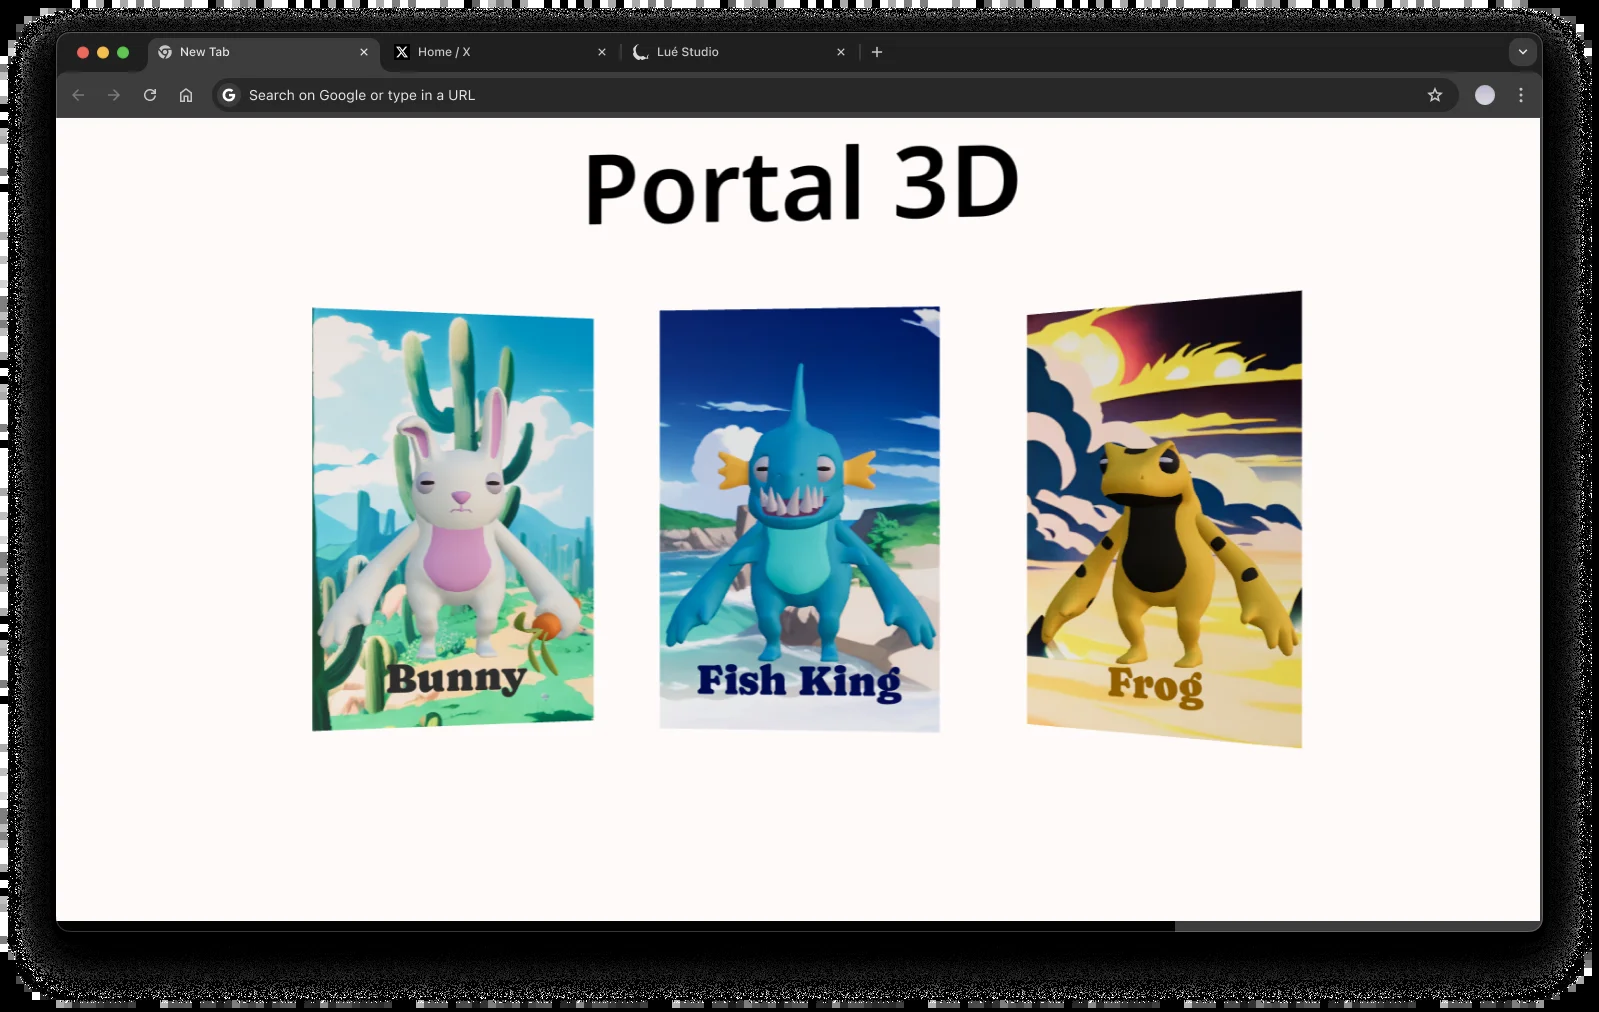 New Tab
Home / X
Lué Studio
Search on Google or type in a URL
Portal 3D
Bunny
Fish King
Frog